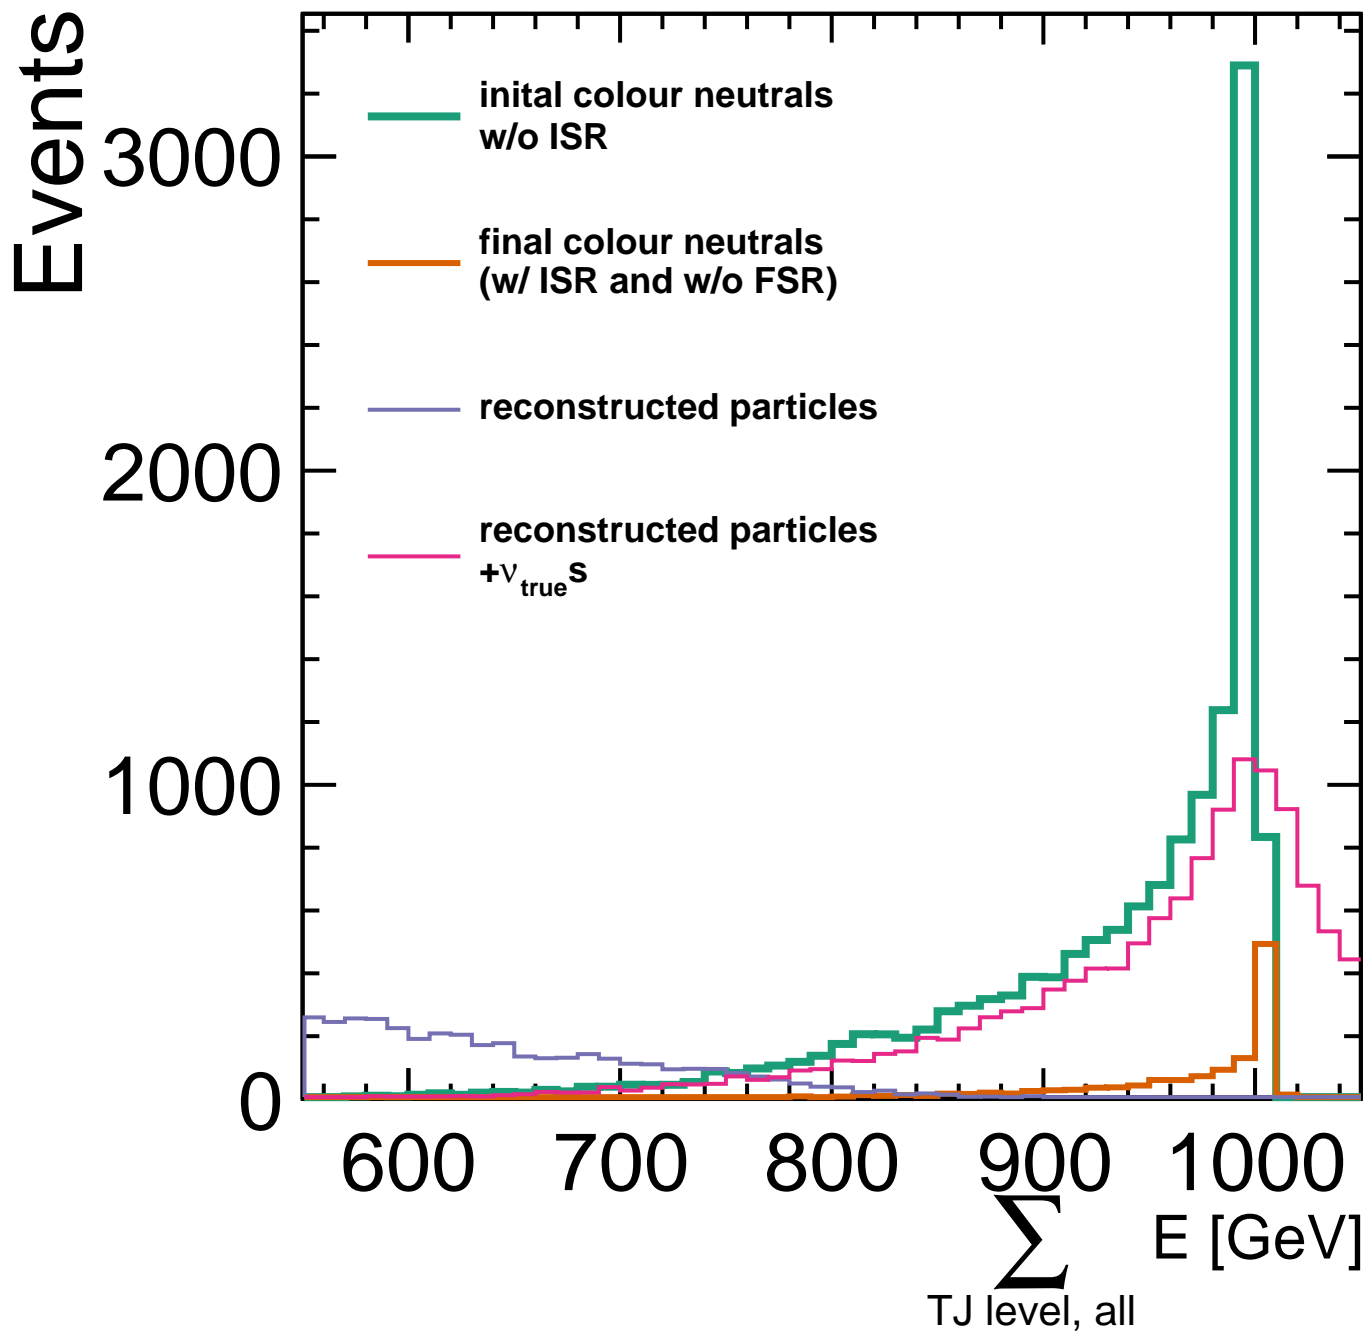 Events
3000
2000
1000
0
inital colour neutrals
w/o ISR
final colour neutrals
(w/ ISR and w/o FSR)
reconstructed particles
reconstructed particles
+νtrues
600 700 800 900 1000
∑ E [GeV]
TJ level, all